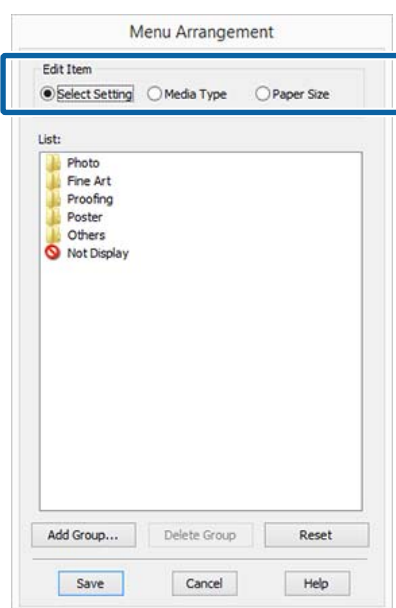 Menu Arrangement
Edit Item
Select Setting Media Type Paper Size
List:
Photo
Fine Art
Proofing
Poster
Others
Not Display
Add Group... Delete Group Reset
Save Cancel Help